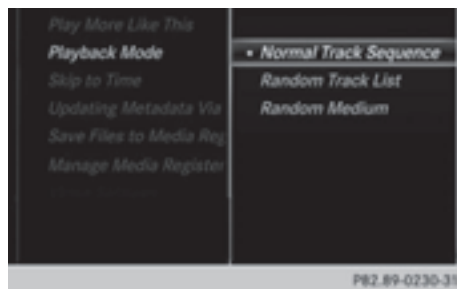 Play More Like This
Playback Mode
Skip to Time
Updating Metadata Via
Save Files to Media Reg
Manage Media Register
• Normal Track Sequence
Random Track List
Random Medium
P82.89-0230-31